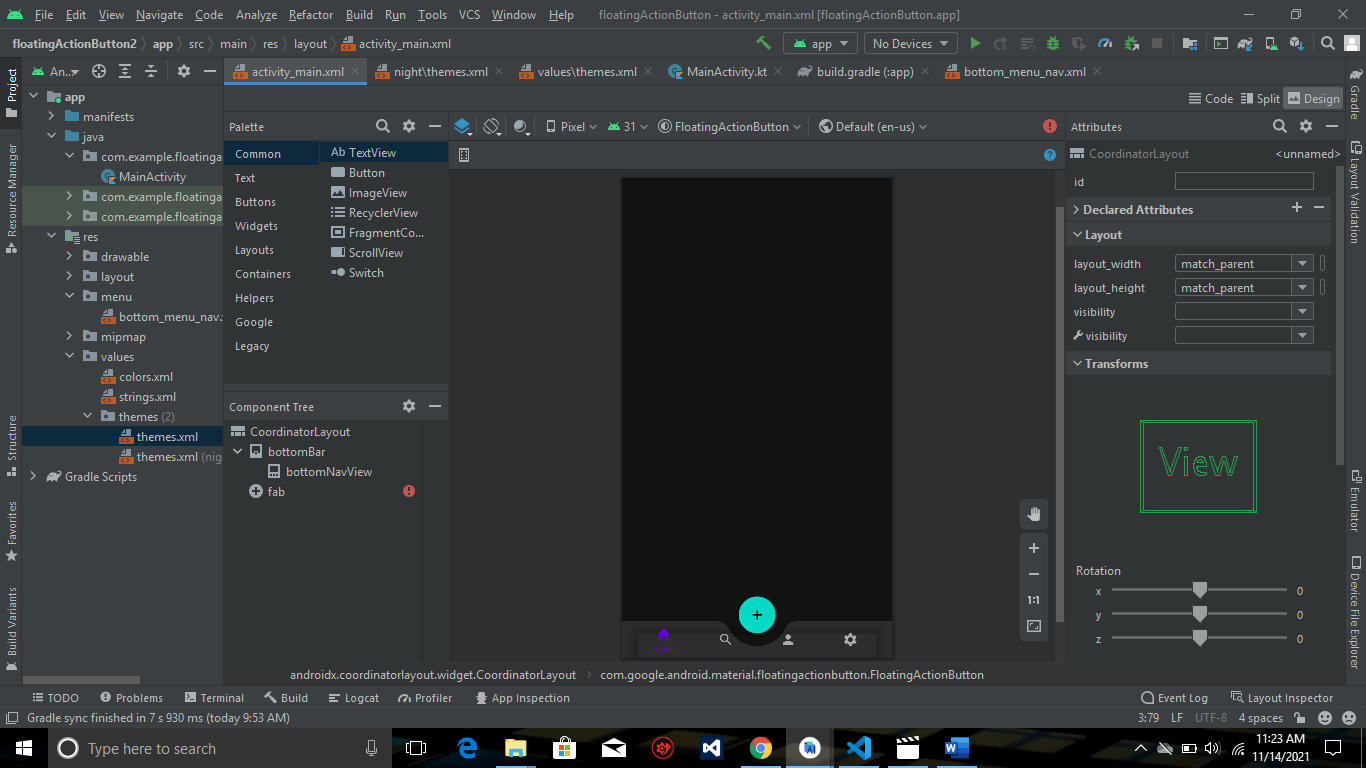 File Edit View Navigate Code Analyze Refactor Build Run Tools VCS Window Help floatingActionButton - activity_main.xml [floatingActionButton.app]
floatingActionButton2 app src main res layout activity_main.xml app No Devices
An... activity_main.xml night\themes.xml values\themes.xml MainActivity.kt build.gradle (:app) bottom_menu_nav.xml
Code Split Design
Project
Resource Manager
Structure
Favorites
Build Variants
app
manifests
java
com.example.floatinga
MainActivity
com.example.floatinga
com.example.floatinga
res
drawable
layout
menu
bottom_menu_nav.
mipmap
values
colors.xml
strings.xml
themes (2)
themes.xml
themes.xml (nig
Gradle Scripts
Palette
Common
Text
Buttons
Widgets
Layouts
Containers
Helpers
Google
Legacy
Ab TextView
Button
ImageView
RecyclerView
FragmentCo...
ScrollView
Switch
Component Tree
CoordinatorLayout
bottomBar
bottomNavView
fab
Pixel 31 FloatingActionButton Default (en-us)
1:1
Attributes
CoordinatorLayout <unnamed>
id
Declared Attributes
Layout
layout_width match_parent
layout_height match_parent
visibility
visibility
Transforms
View
Rotation
x 0
y 0
z 0
Gradle
Layout Validation
Emulator
Device File Explorer
androidx.coordinatorlayout.widget.CoordinatorLayout com.google.android.material.floatingactionbutton.FloatingActionButton
TODO Problems Terminal Build Logcat Profiler App Inspection Event Log Layout Inspector
Gradle sync finished in 7 s 930 ms (today 9:53 AM) 3:79 LF UTF-8 4 spaces
Type here to search 11:23 AM
11/14/2021